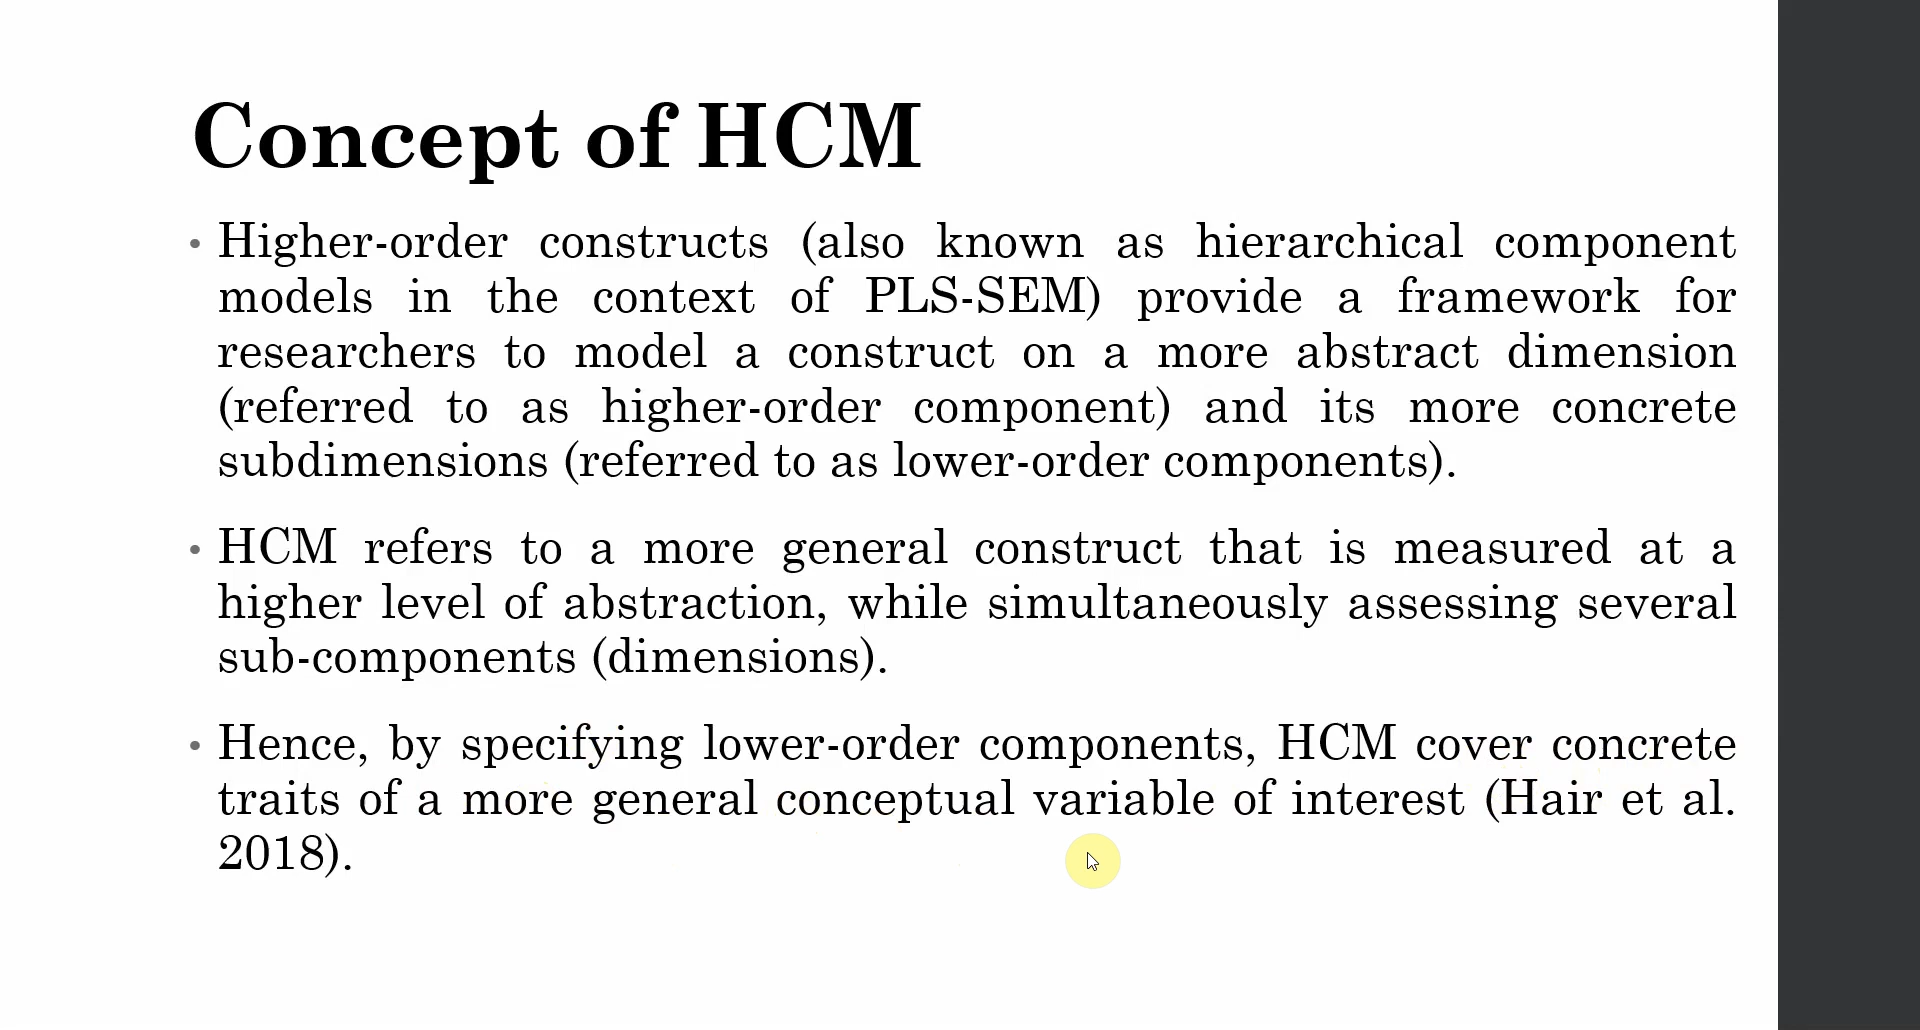 Concept of HCM
• Higher-order constructs (also known as hierarchical component
models in the context of PLS-SEM) provide a framework for
researchers to model a construct on a more abstract dimension
(referred to as higher-order component) and its more concrete
subdimensions (referred to as lower-order components).
• HCM refers to a more general construct that is measured at a
higher level of abstraction, while simultaneously assessing several
sub-components (dimensions).
• Hence, by specifying lower-order components, HCM cover concrete
traits of a more general conceptual variable of interest (Hair et al.
2018).